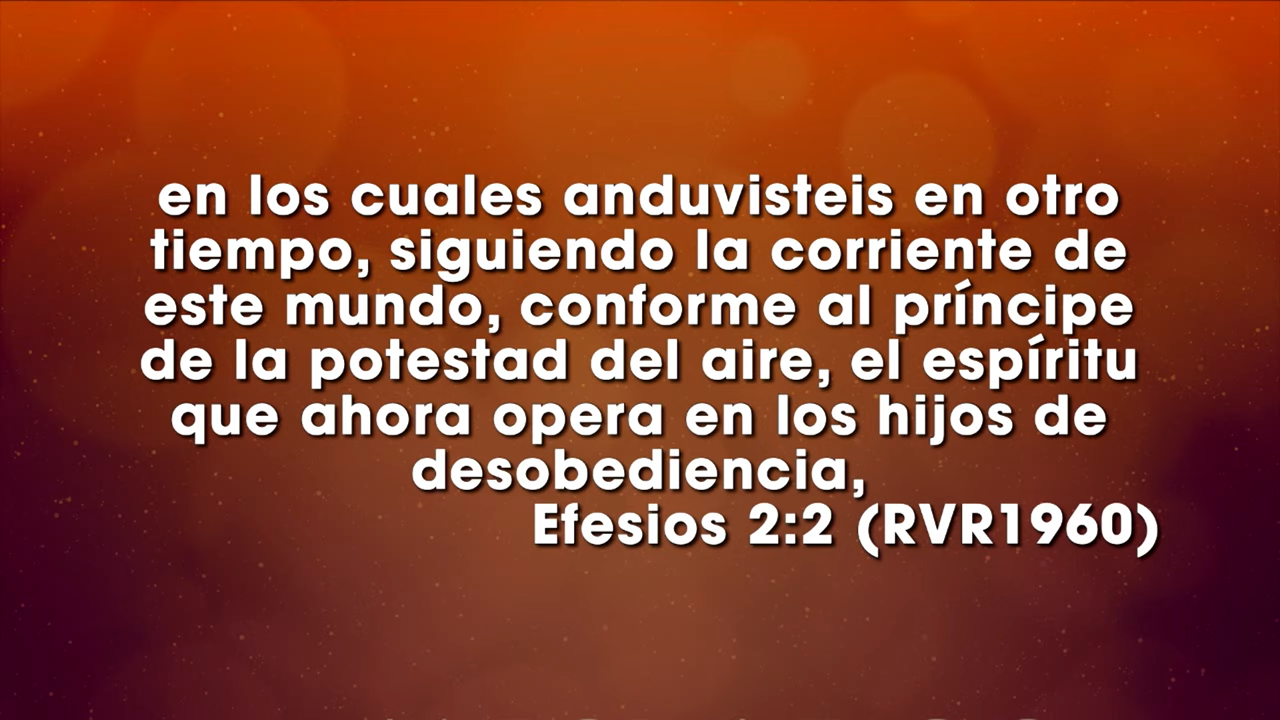 en los cuales anduvisteis en otro
tiempo, siguiendo la corriente de
este mundo, conforme al príncipe
de la potestad del aire, el espíritu
que ahora opera en los hijos de
desobediencia,
Efesios 2:2 (RVR1960)